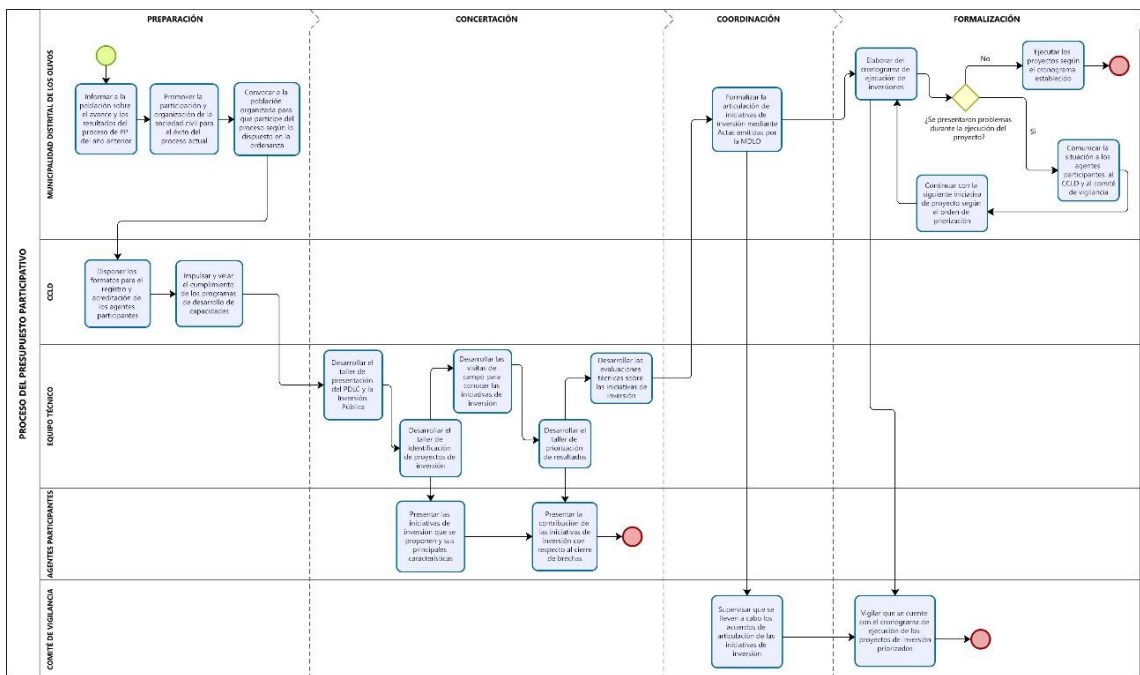 PREPARACIÓN
CONCERTACIÓN
COORDINACIÓN
FORMALIZACIÓN
PROCESO DEL PRESUPUESTO PARTICIPATIVO
MUNICIPALIDAD DISTRITAL DE LOS OLIVOS
Informar a la
población sobre el
avance y los
resultados del
proceso de PP
del año anterior
Promover la
participación y
organización de la
sociedad civil para
el éxito del
proceso actual
Convocar a la
población
organizada para
que participe del
proceso según lo
dispuesto en la
ordenanza
Formalizar la
articulación de
iniciativas de
inversión mediante
Actas emitidas por
la MDLO
Elaborar del
cronograma de
ejecución de
inversiones
¿Se presentaron problemas
durante la ejecución del
proyecto?
No
Si
Ejecutar los
proyectos según
el cronograma
establecido
Comunicar la
situación a los
agentes
participantes, al
CCLD y al comité
de vigilancia
Continuar con la
siguiente iniciativa
de proyecto según
el orden de
priorización
CCLD
Disponer los
formatos para el
registro y
acreditación de
los agentes
participantes
Impulsar y velar
el cumplimiento
de los programas
de desarrollo de
capacidades
EQUIPO TÉCNICO
Desarrollar el
taller de
presentación
del PDLC y la
Inversión
Pública
Desarrollar el
taller de
identificación
de proyectos de
inversión
Desarrollar las
visitas de
campo para
conocer las
iniciativas de
inversión
Desarrollar el
taller de
priorización
de resultados
Desarrollar las
evaluaciones
técnicas sobre
las iniciativas de
inversión
AGENTES PARTICIPANTES
Presentar las
iniciativas de
inversión que se
proponen y sus
principales
características
Presentar la
contribución de
las iniciativas de
inversión con
respecto al cierre
de brechas
COMITÉ DE VIGILANCIA
Supervisar que se
lleven a cabo los
acuerdos de
articulación de las
iniciativas de
inversión
Vigilar que se cuente
con el cronograma de
ejecución de los
proyectos de inversión
priorizados